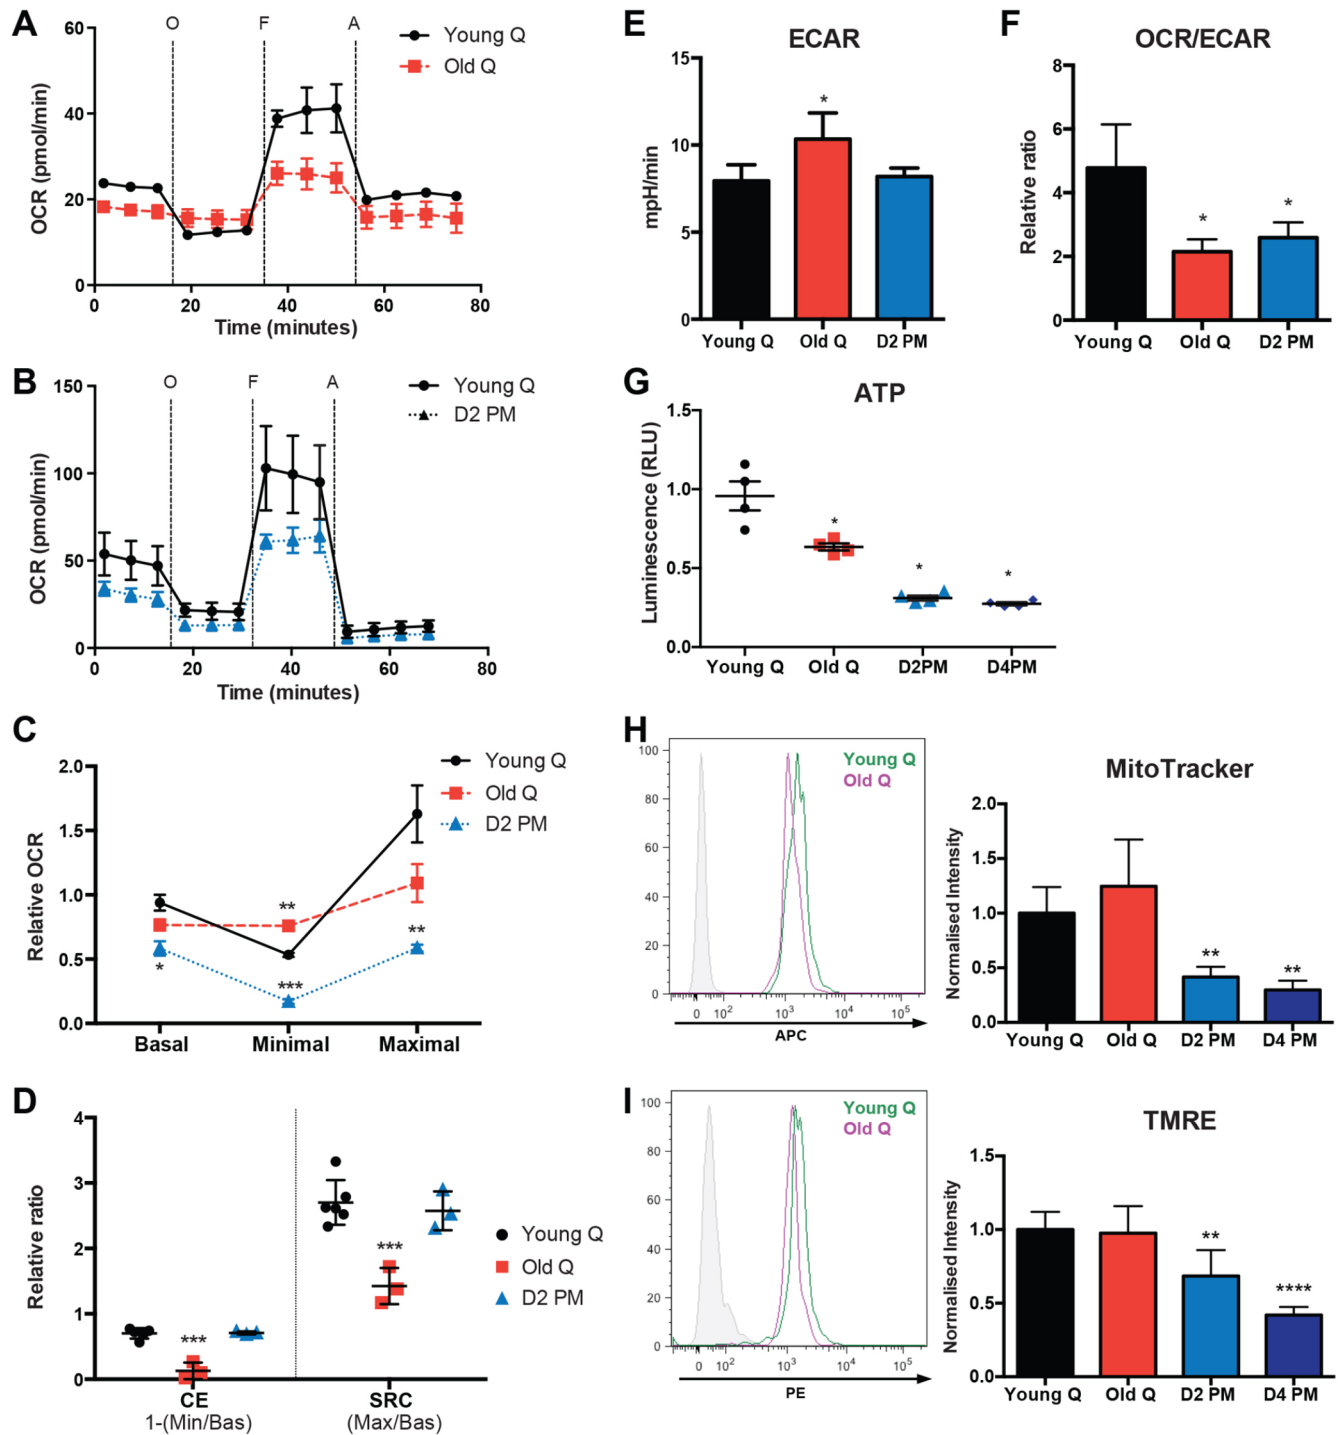 A
O F A
Young Q
Old Q
OCR (pmol/min)
60
40
20
0
0 20 40 60 80
Time (minutes)
B
O F A
Young Q
D2 PM
OCR (pmol/min)
150
100
50
0
0 20 40 60 80
Time (minutes)
C
Young Q
Old Q
D2 PM
Relative OCR
2.0
1.5
1.0
0.5
0.0
**
**
***
*
Basal Minimal Maximal
D
Relative ratio
4
3
2
1
0
***
***
Young Q
Old Q
D2 PM
CE SRC
1-(Min/Bas) (Max/Bas)
E
ECAR
mpH/min
15
10
5
0
*
Young Q Old Q D2 PM
F
OCR/ECAR
Relative ratio
8
6
4
2
0
* *
Young Q Old Q D2 PM
G
ATP
Luminescence (RLU)
1.5
1.0
0.5
0.0
* * *
Young Q Old Q D2PM D4PM
H
Young Q
Old Q
100
80
60
40
20
0
0 10² 10³ 10⁴ 10⁵
APC
MitoTracker
Normalised Intensity
2.0
1.5
1.0
0.5
0.0
** **
Young Q Old Q D2 PM D4 PM
I
Young Q
Old Q
100
80
60
40
20
0
0 10² 10³ 10⁴ 10⁵
PE
TMRE
Normalised Intensity
1.5
1.0
0.5
0.0
** ****
Young Q Old Q D2 PM D4 PM